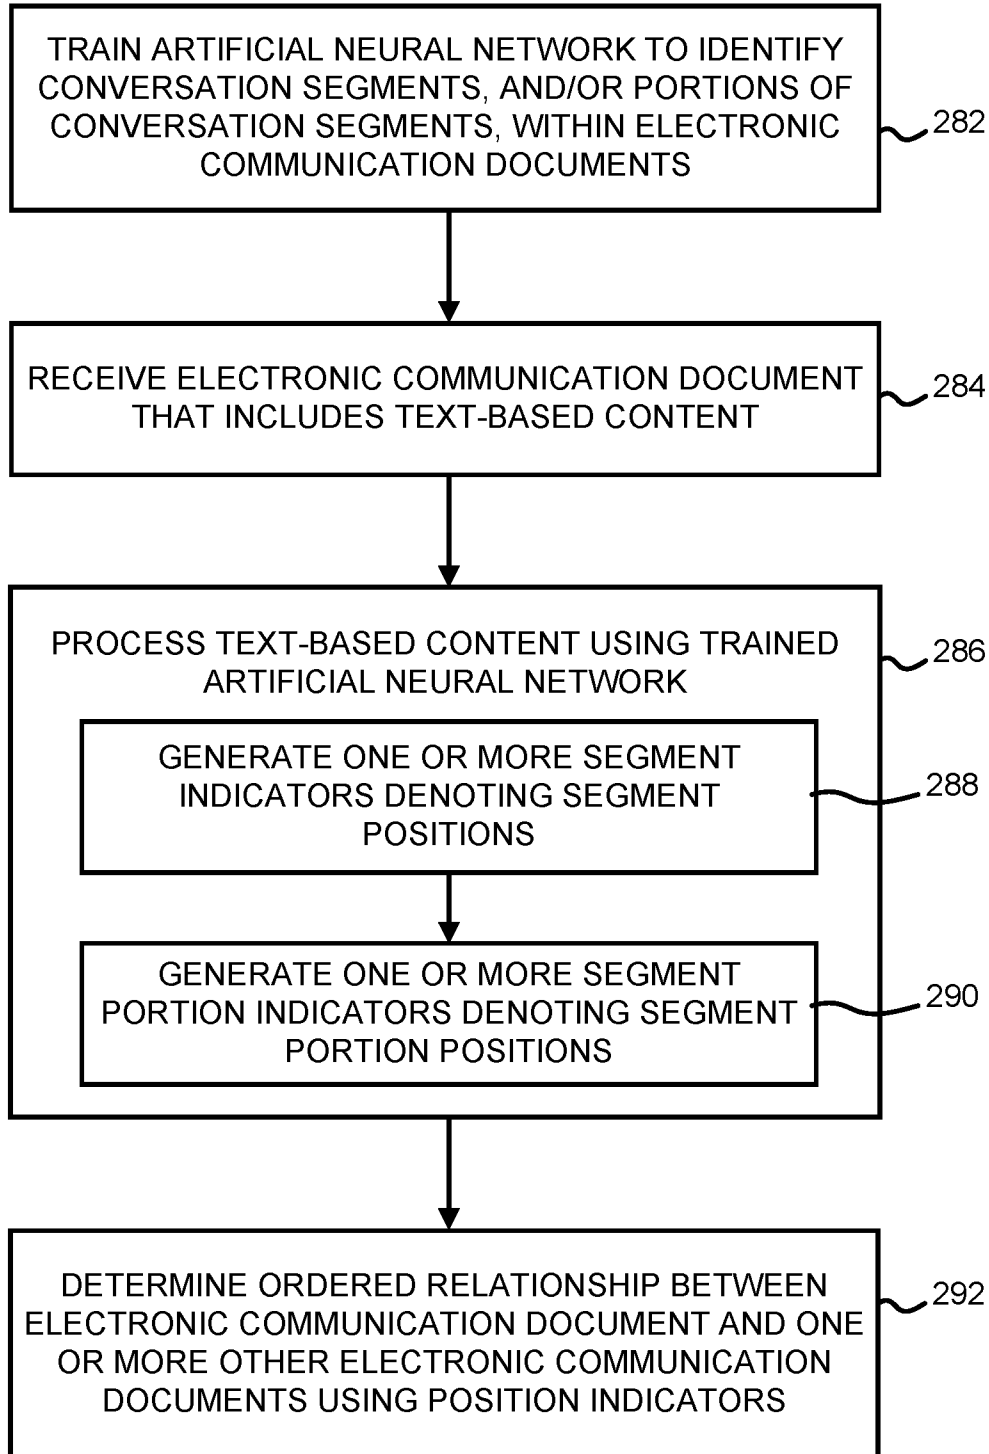 TRAIN ARTIFICIAL NEURAL NETWORK TO IDENTIFY
CONVERSATION SEGMENTS, AND/OR PORTIONS OF
CONVERSATION SEGMENTS, WITHIN ELECTRONIC
COMMUNICATION DOCUMENTS
282
RECEIVE ELECTRONIC COMMUNICATION DOCUMENT
THAT INCLUDES TEXT-BASED CONTENT
284
PROCESS TEXT-BASED CONTENT USING TRAINED
ARTIFICIAL NEURAL NETWORK
286
GENERATE ONE OR MORE SEGMENT
INDICATORS DENOTING SEGMENT
POSITIONS
288
GENERATE ONE OR MORE SEGMENT
PORTION INDICATORS DENOTING SEGMENT
PORTION POSITIONS
290
DETERMINE ORDERED RELATIONSHIP BETWEEN
ELECTRONIC COMMUNICATION DOCUMENT AND ONE
OR MORE OTHER ELECTRONIC COMMUNICATION
DOCUMENTS USING POSITION INDICATORS
292